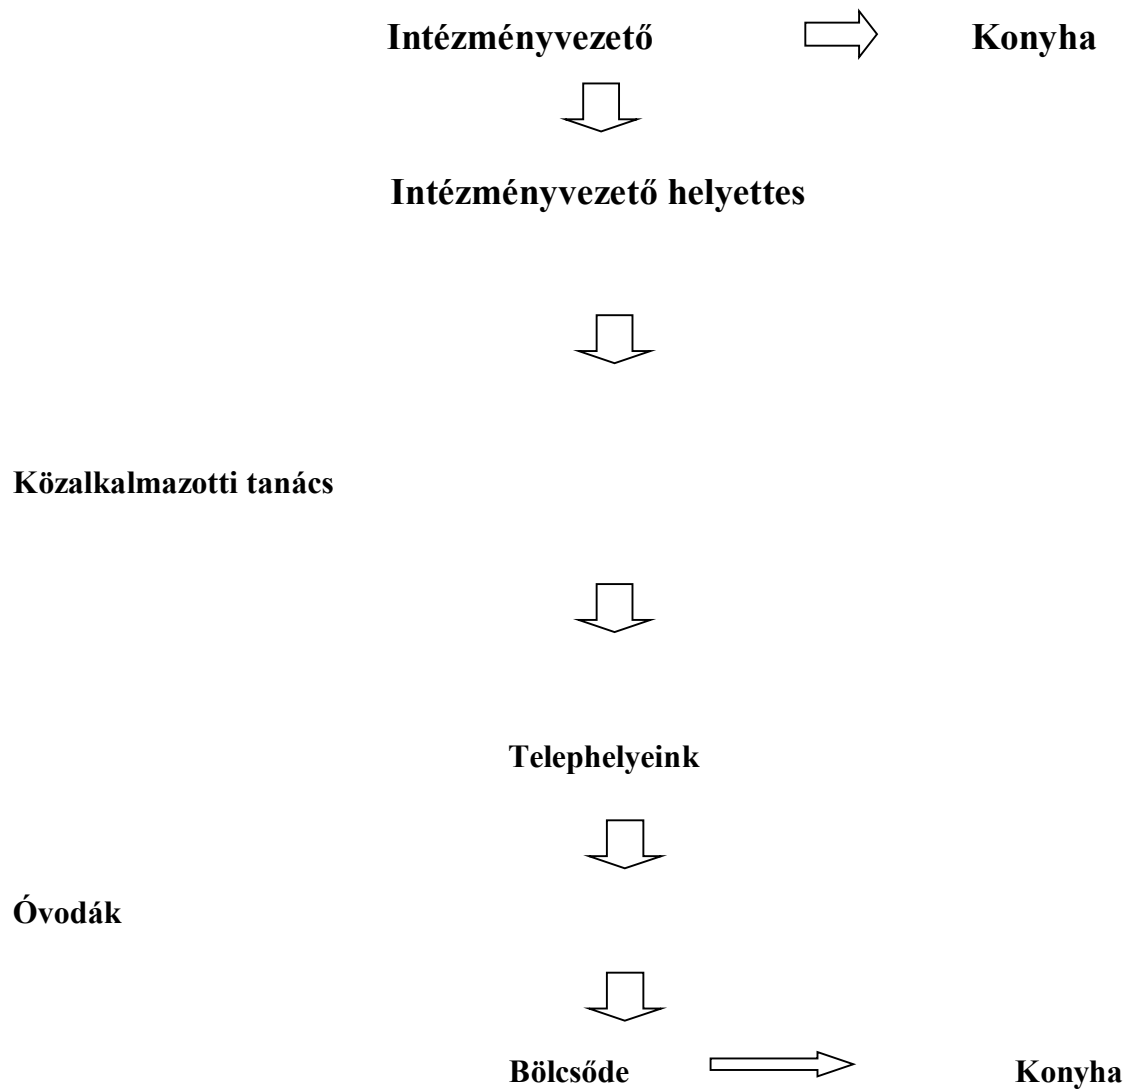 Intézményvezető Konyha
Intézményvezető helyettes
Közalkalmazotti tanács
Telephelyeink
Óvodák
Bölcsőde Konyha